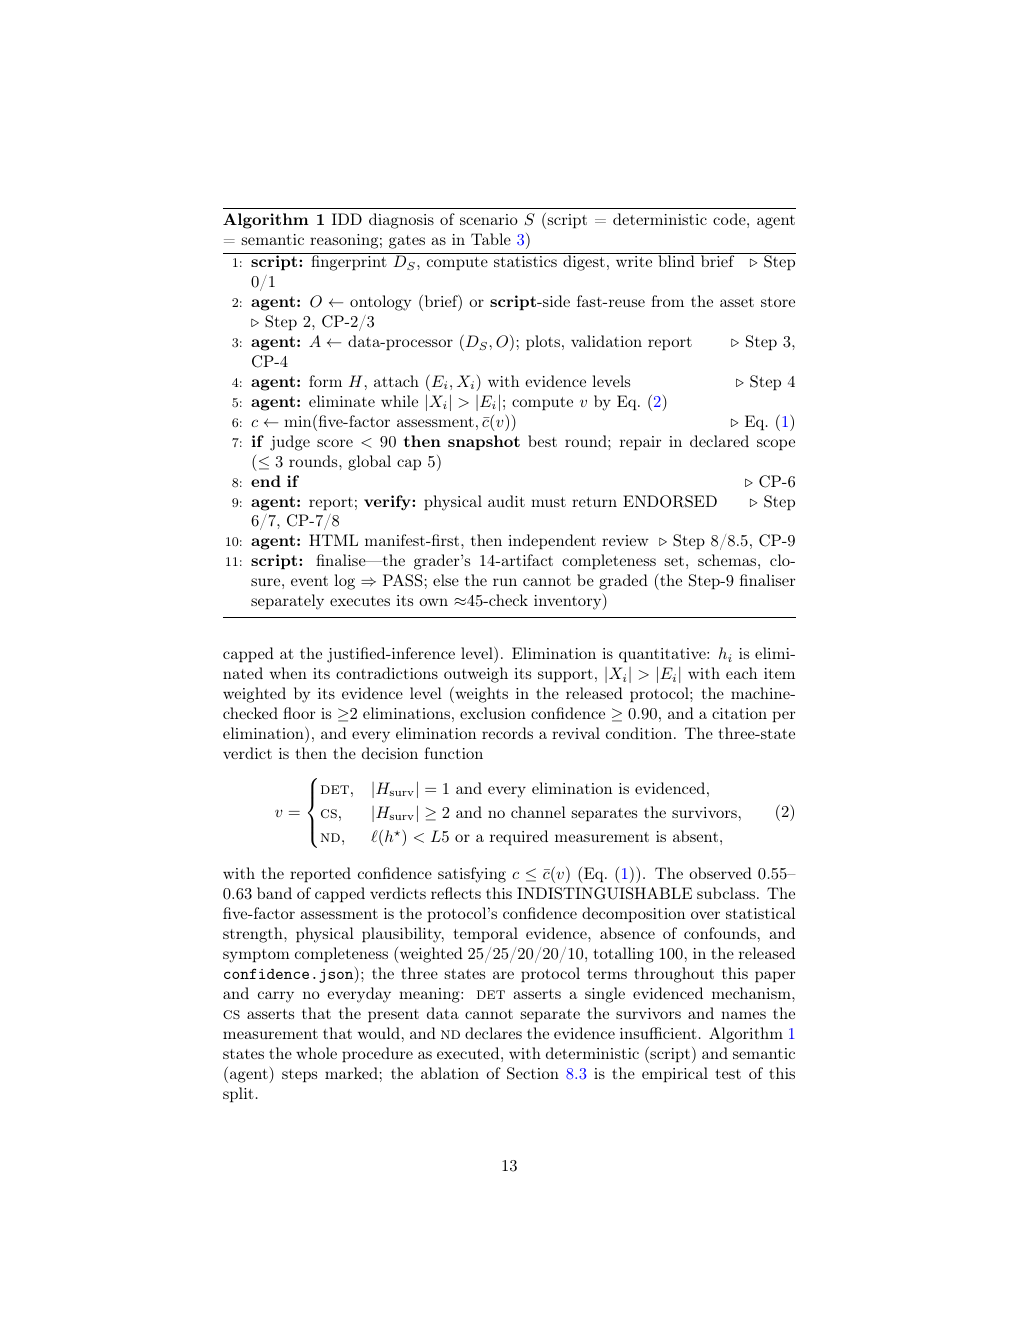 Algorithm 1 IDD diagnosis of scenario S (script = deterministic code, agent
= semantic reasoning; gates as in Table 3)
1: script: fingerprint D_S, compute statistics digest, write blind brief ▷ Step
0/1
2: agent: O ← ontology (brief) or script-side fast-reuse from the asset store
▷ Step 2, CP-2/3
3: agent: A ← data-processor (D_S, O); plots, validation report ▷ Step 3,
CP-4
4: agent: form H, attach (E_i, X_i) with evidence levels ▷ Step 4
5: agent: eliminate while |X_i| > |E_i|; compute v by Eq. (2)
6: c ← min(five-factor assessment, c̄(v)) ▷ Eq. (1)
7: if judge score < 90 then snapshot best round; repair in declared scope
(≤ 3 rounds, global cap 5)
8: end if ▷ CP-6
9: agent: report; verify: physical audit must return ENDORSED ▷ Step
6/7, CP-7/8
10: agent: HTML manifest-first, then independent review ▷ Step 8/8.5, CP-9
11: script: finalise—the grader's 14-artifact completeness set, schemas, clo-
sure, event log ⇒ PASS; else the run cannot be graded (the Step-9 finaliser
separately executes its own ≈45-check inventory)
capped at the justified-inference level). Elimination is quantitative: h_i is elimi-
nated when its contradictions outweigh its support, |X_i| > |E_i| with each item
weighted by its evidence level (weights in the released protocol; the machine-
checked floor is ≥2 eliminations, exclusion confidence ≥ 0.90, and a citation per
elimination), and every elimination records a revival condition. The three-state
verdict is then the decision function
DET, |H_surv| = 1 and every elimination is evidenced,
v = { CS, |H_surv| ≥ 2 and no channel separates the survivors, (2)
ND, ℓ(h⋆) < L5 or a required measurement is absent,
with the reported confidence satisfying c ≤ c̄(v) (Eq. (1)). The observed 0.55–
0.63 band of capped verdicts reflects this INDISTINGUISHABLE subclass. The
five-factor assessment is the protocol's confidence decomposition over statistical
strength, physical plausibility, temporal evidence, absence of confounds, and
symptom completeness (weighted 25/25/20/20/10, totalling 100, in the released
confidence.json); the three states are protocol terms throughout this paper
and carry no everyday meaning: DET asserts a single evidenced mechanism,
CS asserts that the present data cannot separate the survivors and names the
measurement that would, and ND declares the evidence insufficient. Algorithm 1
states the whole procedure as executed, with deterministic (script) and semantic
(agent) steps marked; the ablation of Section 8.3 is the empirical test of this
split.
13